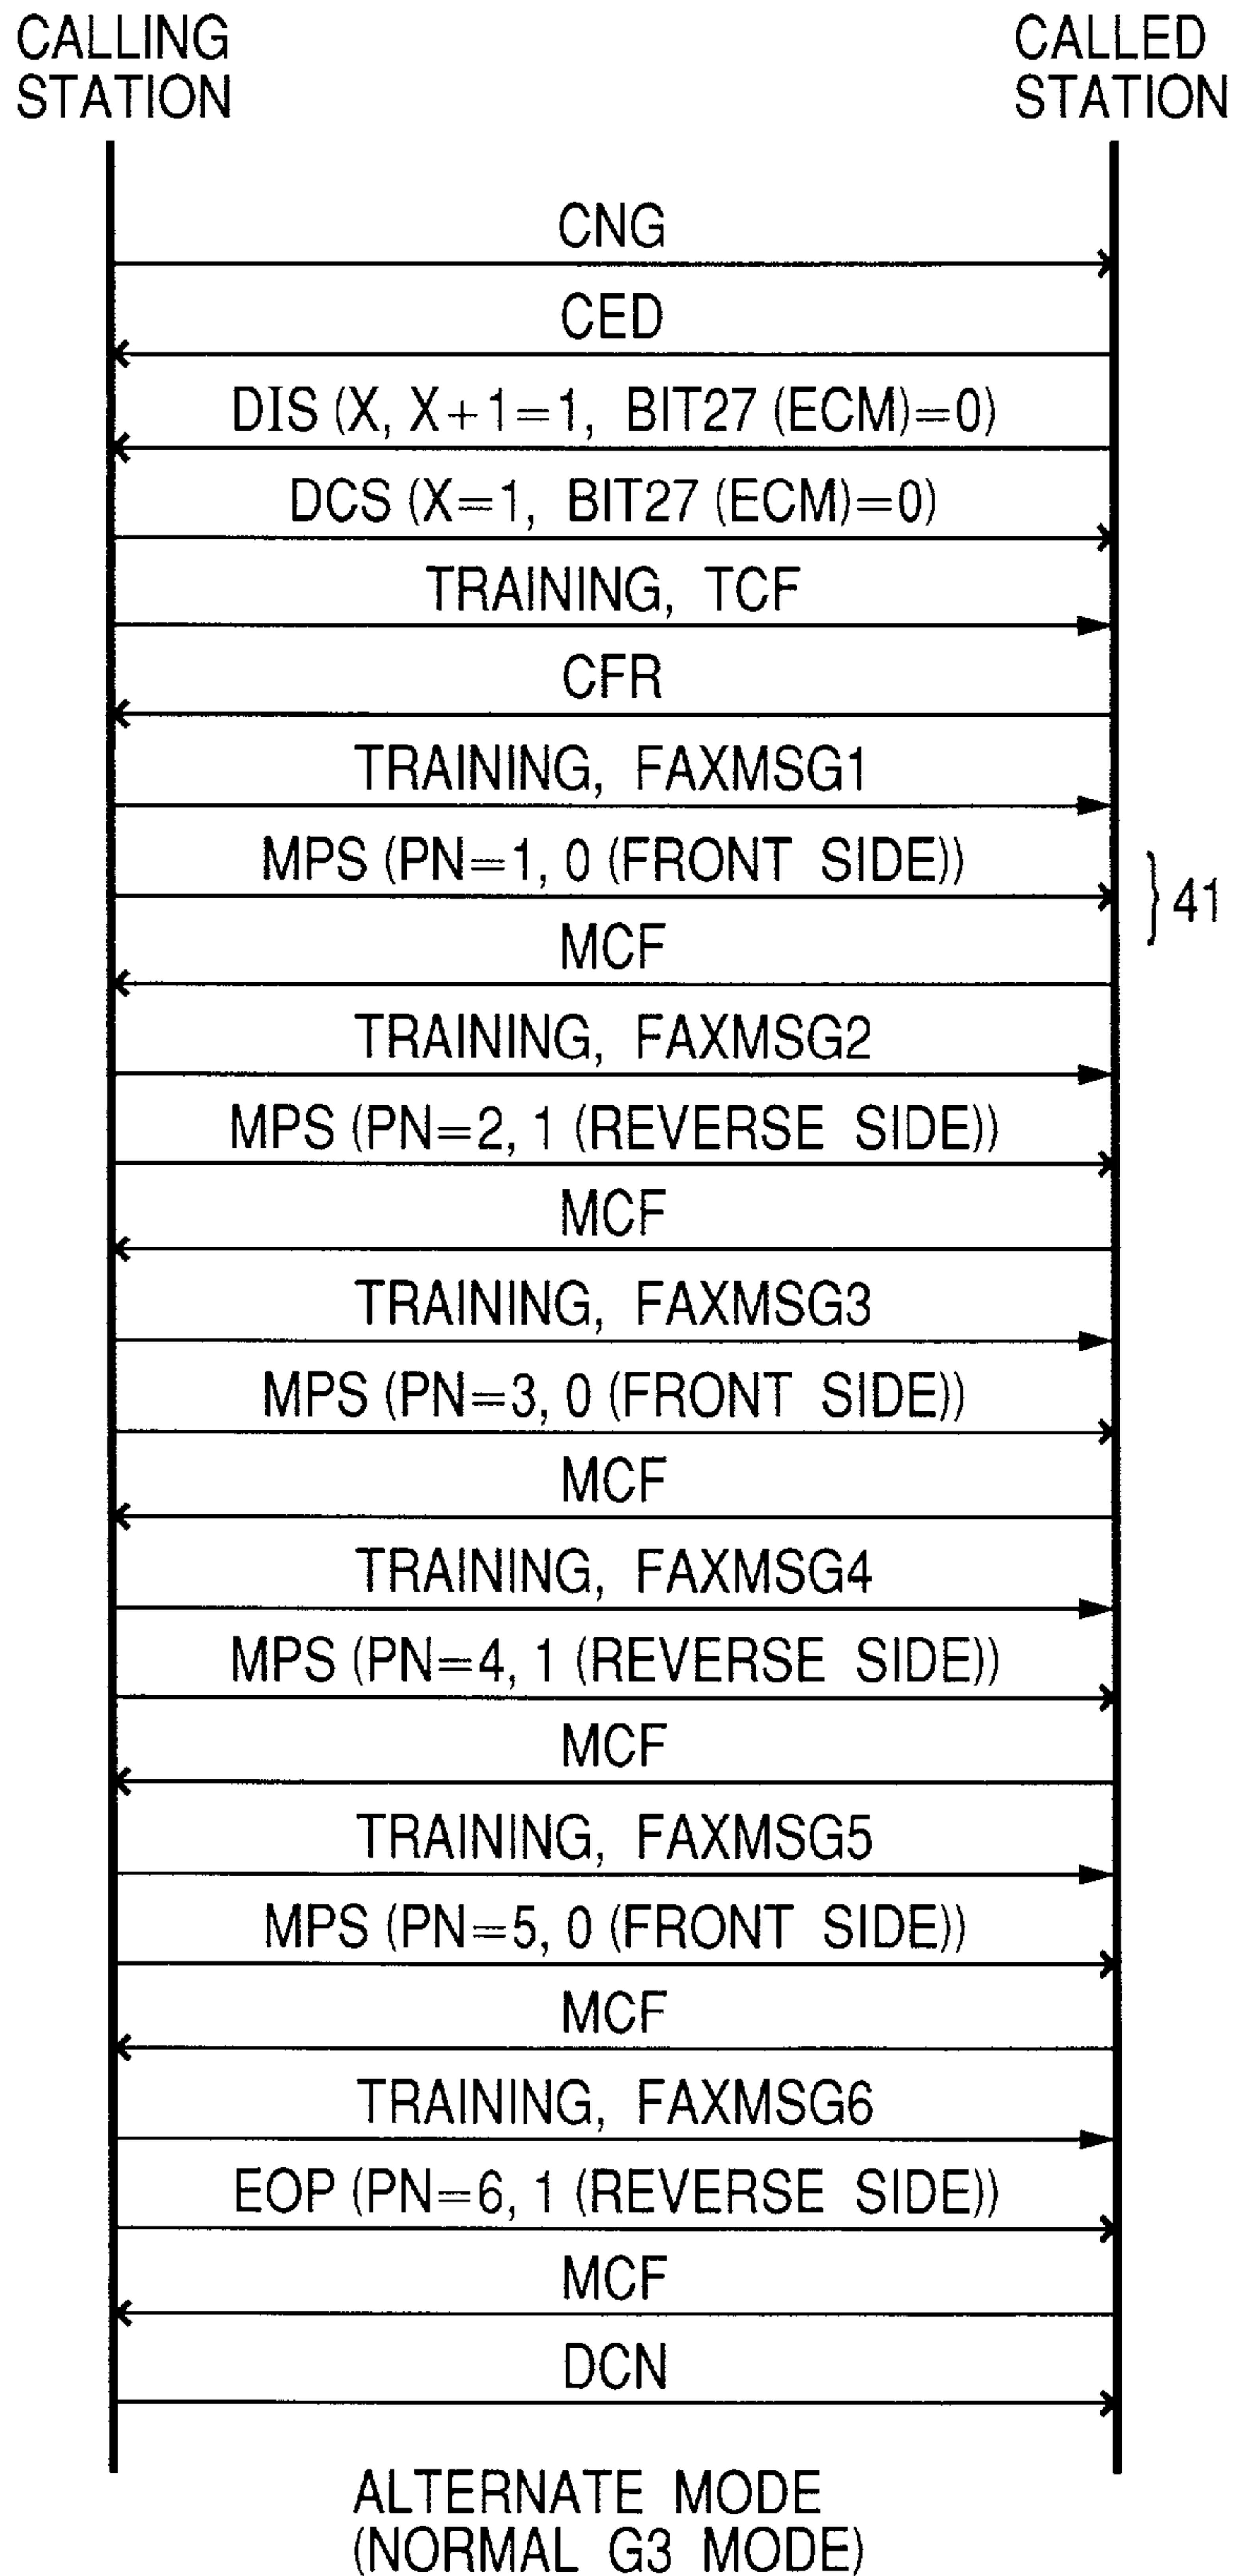 CALLING
STATION
CALLED
STATION
CNG
CED
DIS (X, X+1=1, BIT27 (ECM)=0)
DCS (X=1, BIT27 (ECM)=0)
TRAINING, TCF
CFR
TRAINING, FAXMSG1
MPS (PN=1, 0 (FRONT SIDE))
} 41
MCF
TRAINING, FAXMSG2
MPS (PN=2, 1 (REVERSE SIDE))
MCF
TRAINING, FAXMSG3
MPS (PN=3, 0 (FRONT SIDE))
MCF
TRAINING, FAXMSG4
MPS (PN=4, 1 (REVERSE SIDE))
MCF
TRAINING, FAXMSG5
MPS (PN=5, 0 (FRONT SIDE))
MCF
TRAINING, FAXMSG6
EOP (PN=6, 1 (REVERSE SIDE))
MCF
DCN
ALTERNATE MODE
(NORMAL G3 MODE)